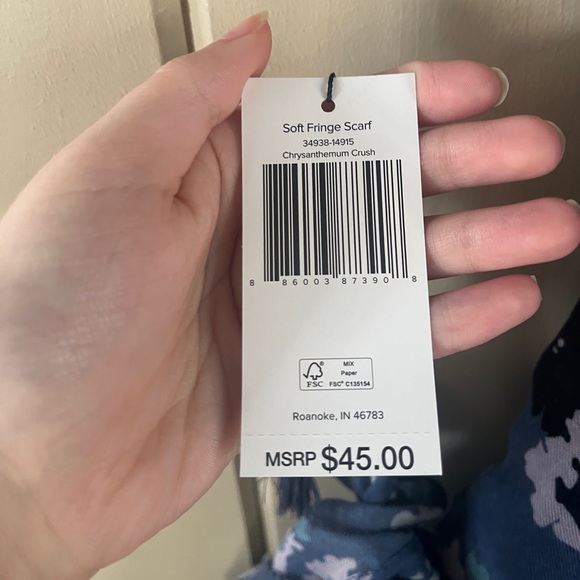 Soft Fringe Scarf
34938-14915
Chrysanthemum Crush
8 86003 87390 8
FSC®
MIX
Paper
FSC® C135154
Roanoke, IN 46783
MSRP $45.00